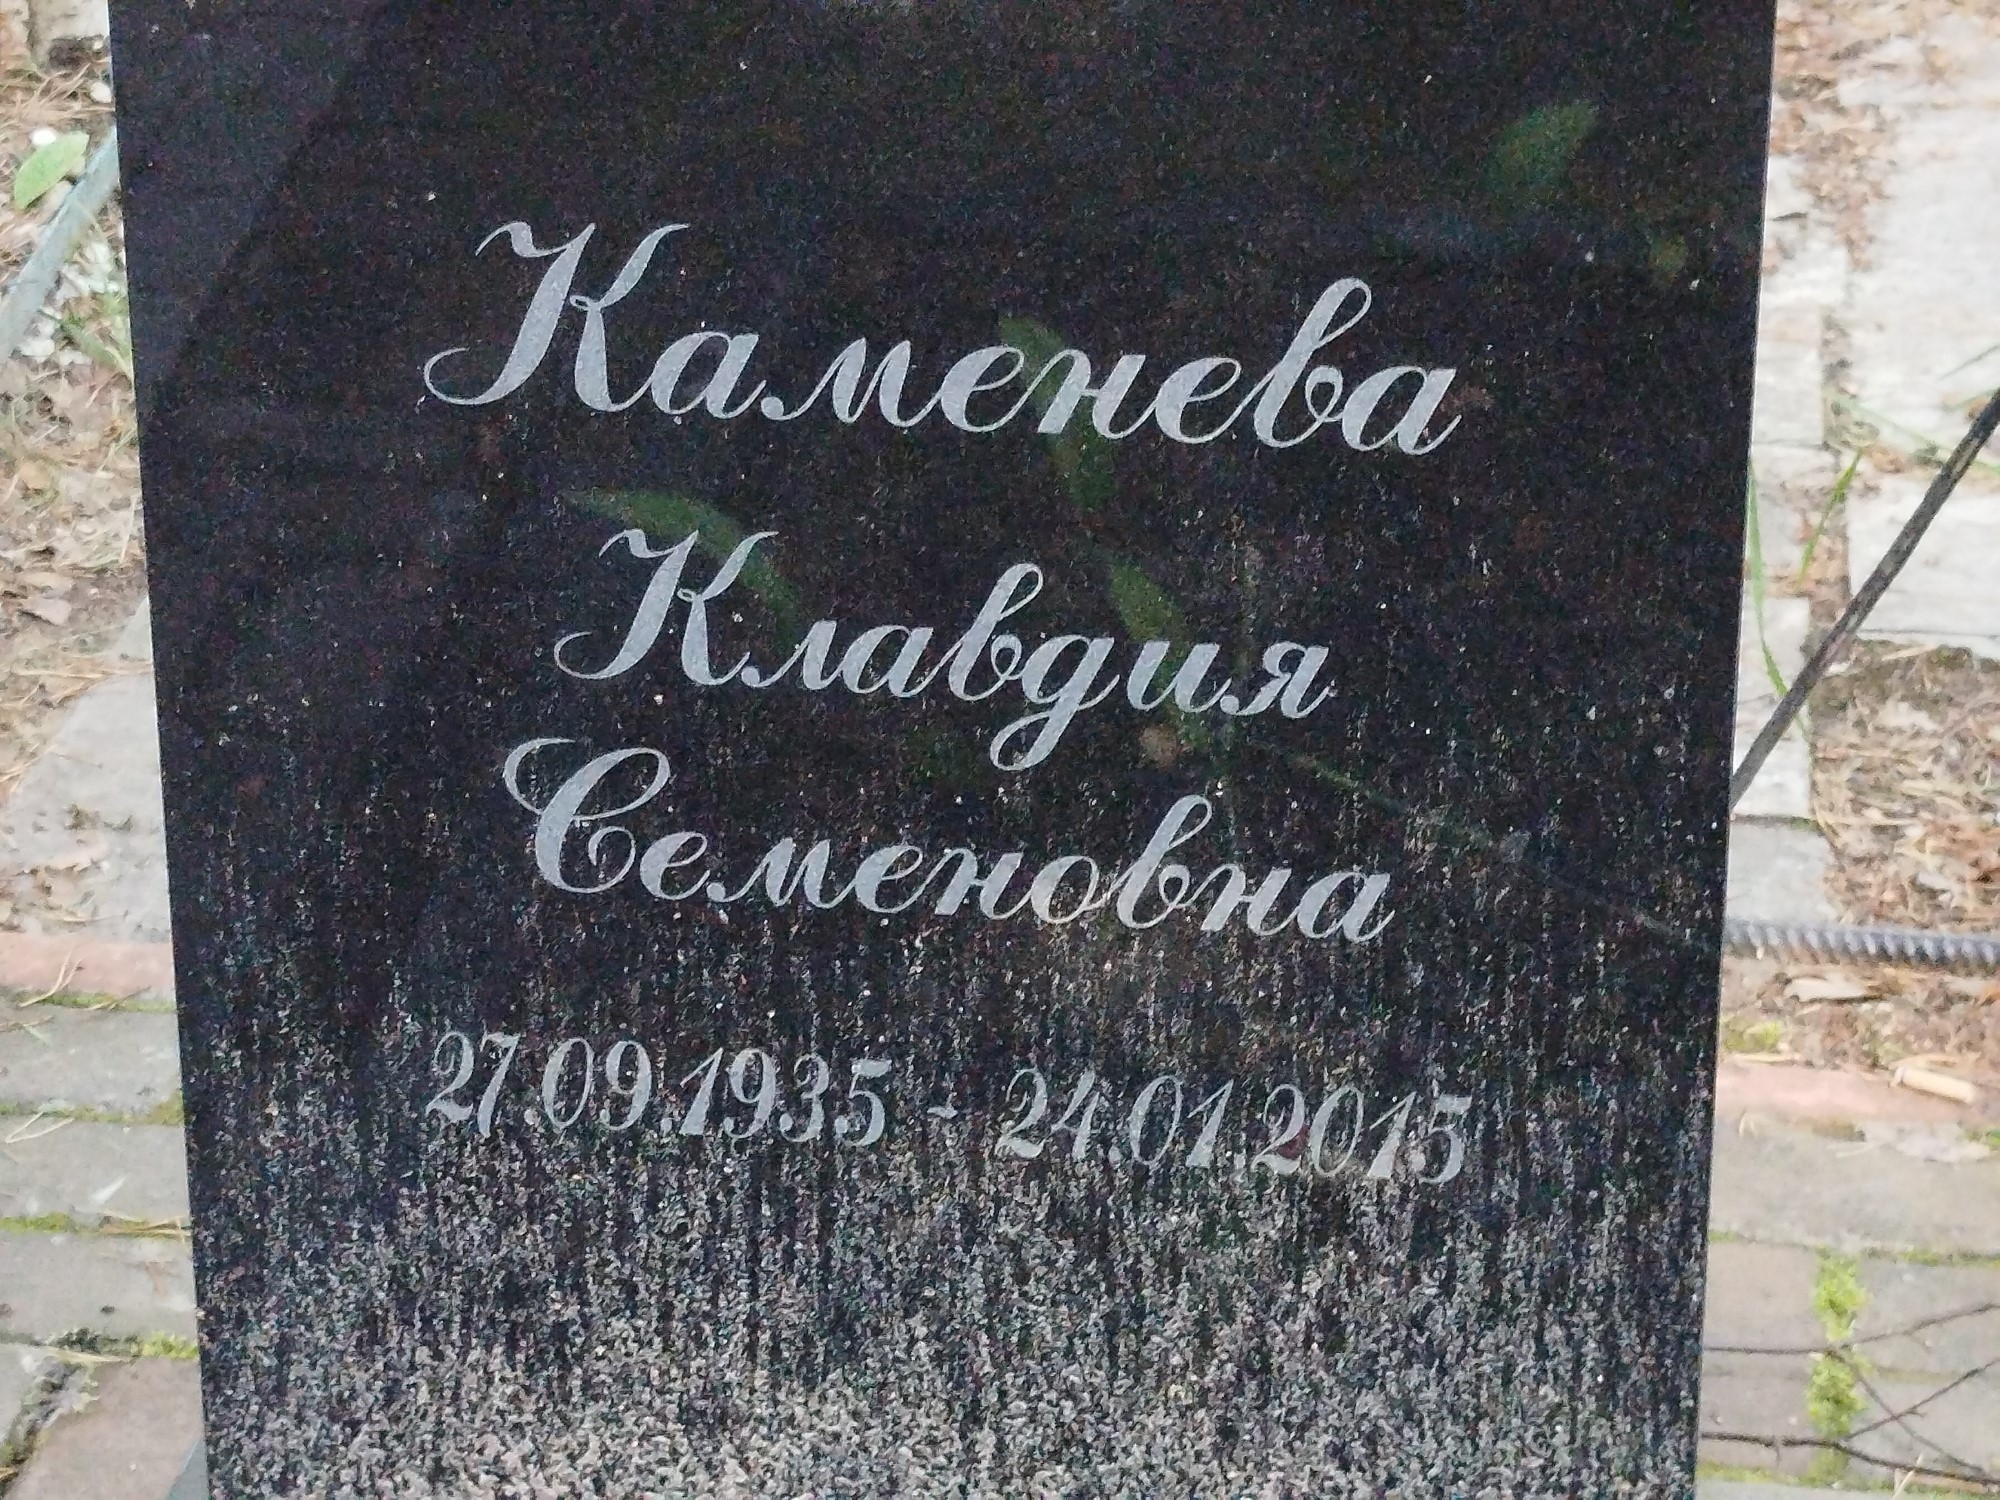 Каменева
Клавдия
Семеновна
27.09.1935 - 24.01.2015